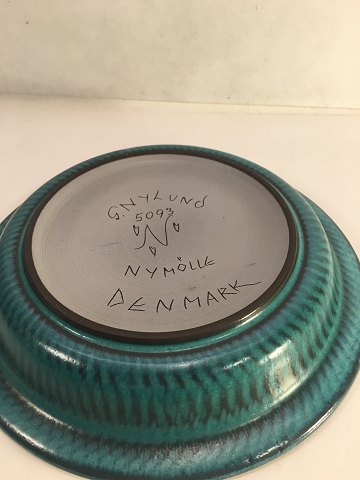 G. NYLUND
5093
N
NYMÖLLE
DENMARK